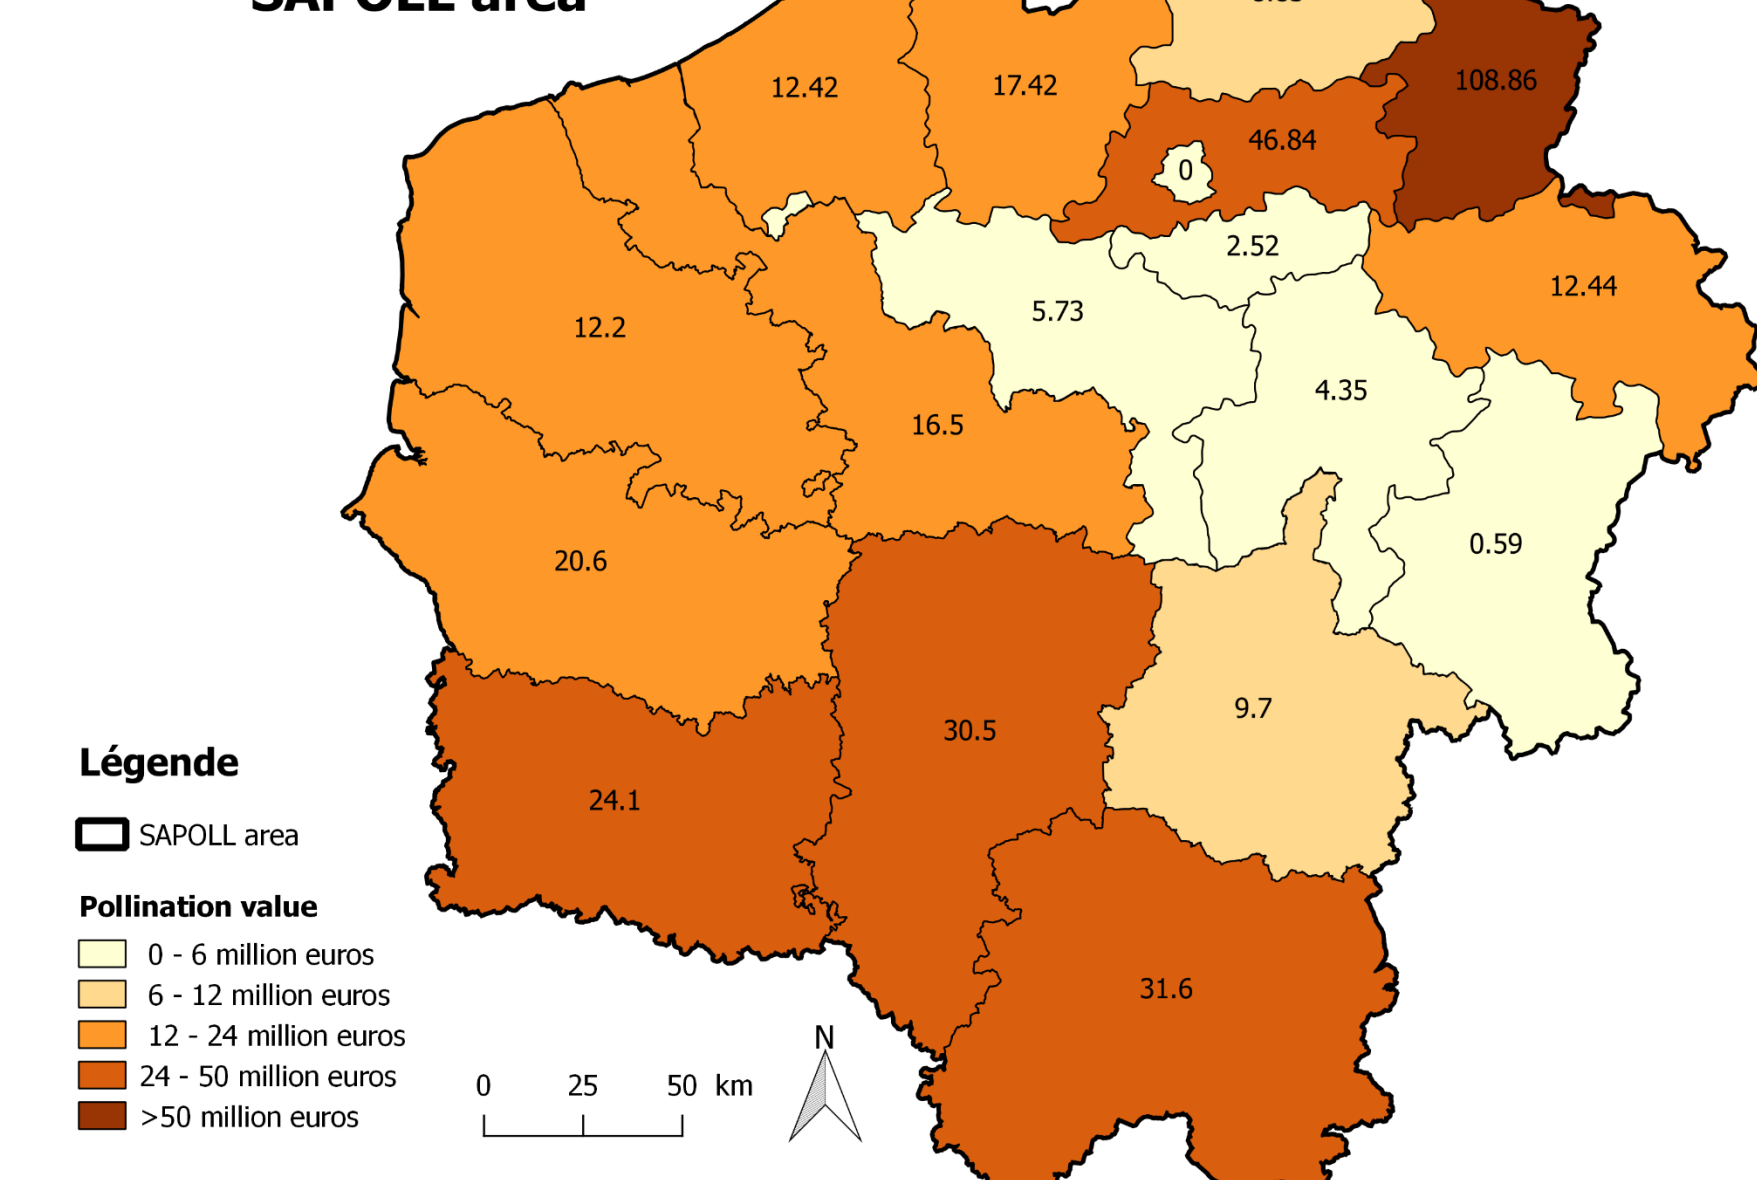 SAPOLL area
12.42
17.42
108.86
46.84
0
2.52
12.44
5.73
12.2
4.35
16.5
0.59
20.6
9.7
30.5
24.1
31.6
Légende
SAPOLL area
Pollination value
0 - 6 million euros
6 - 12 million euros
12 - 24 million euros
24 - 50 million euros
>50 million euros
N
0 25 50 km